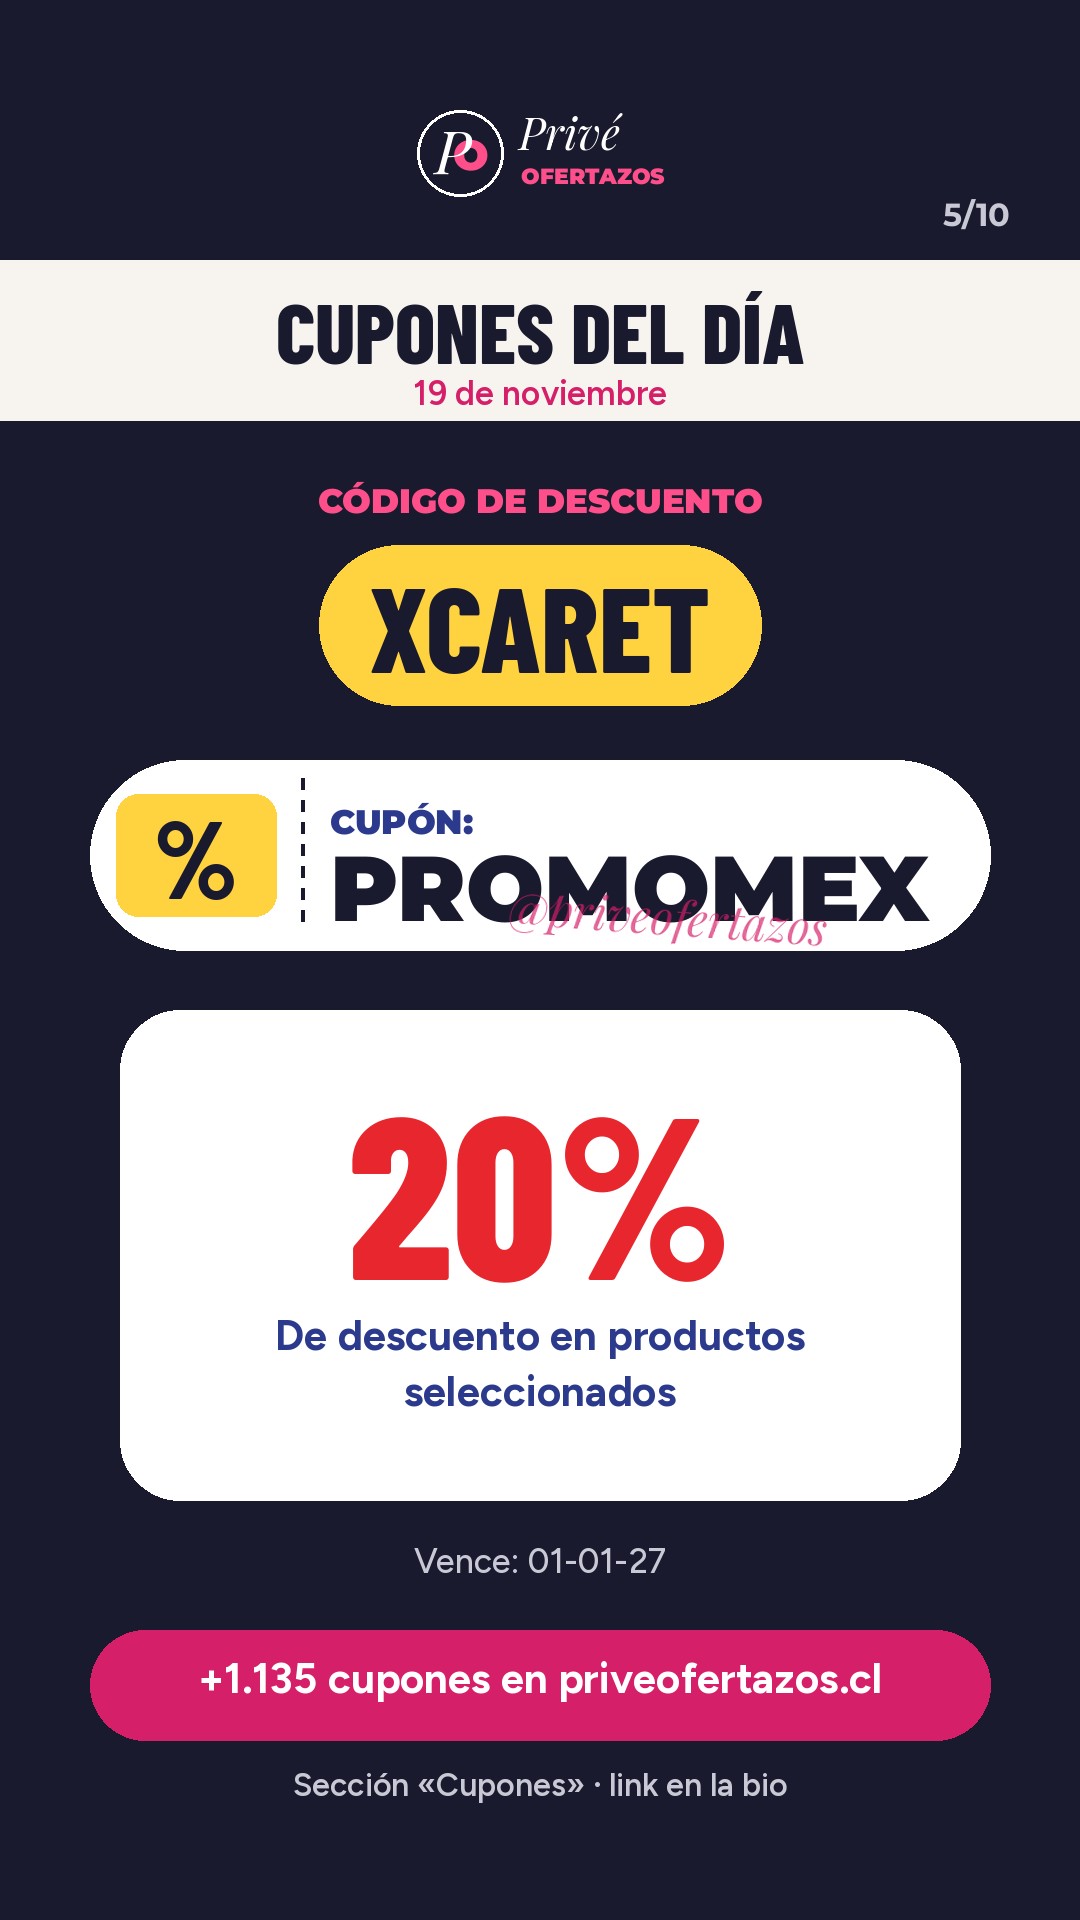 Po Privé
OFERTAZOS
5/10
CUPONES DEL DÍA
19 de noviembre
CÓDIGO DE DESCUENTO
XCARET
%
CUPÓN:
PROMOMEX
@priveofertazos
20%
De descuento en productos
seleccionados
Vence: 01-01-27
+1.135 cupones en priveofertazos.cl
Sección «Cupones» · link en la bio